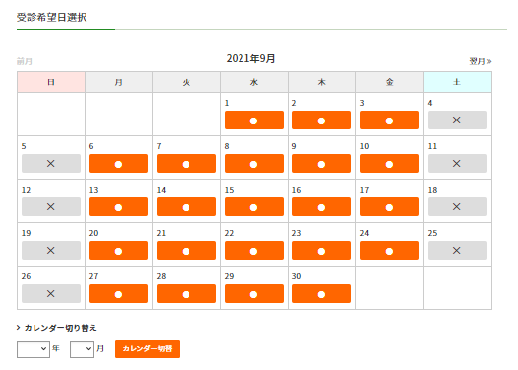 受診希望日選択
前月 2021年9月 翌月»
日 月 火 水 木 金 土
1 2 3 4
● ● ● ×
5 6 7 8 9 10 11
× ● ● ● ● ● ×
12 13 14 15 16 17 18
× ● ● ● ● ● ×
19 20 21 22 23 24 25
× ● ● ● ● ● ×
26 27 28 29 30
× ● ● ● ●
> カレンダー切り替え
年 月 カレンダー切替